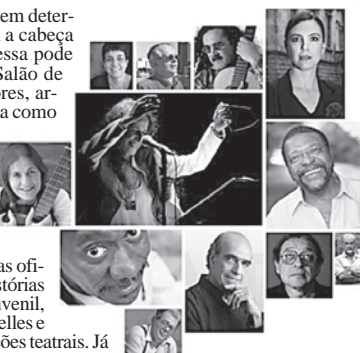 em deter-
a cabeça
essa pode
Salão de
res, ar-
a como
as ofi-
stórias
venil,
elles e
ões teatrais. Já